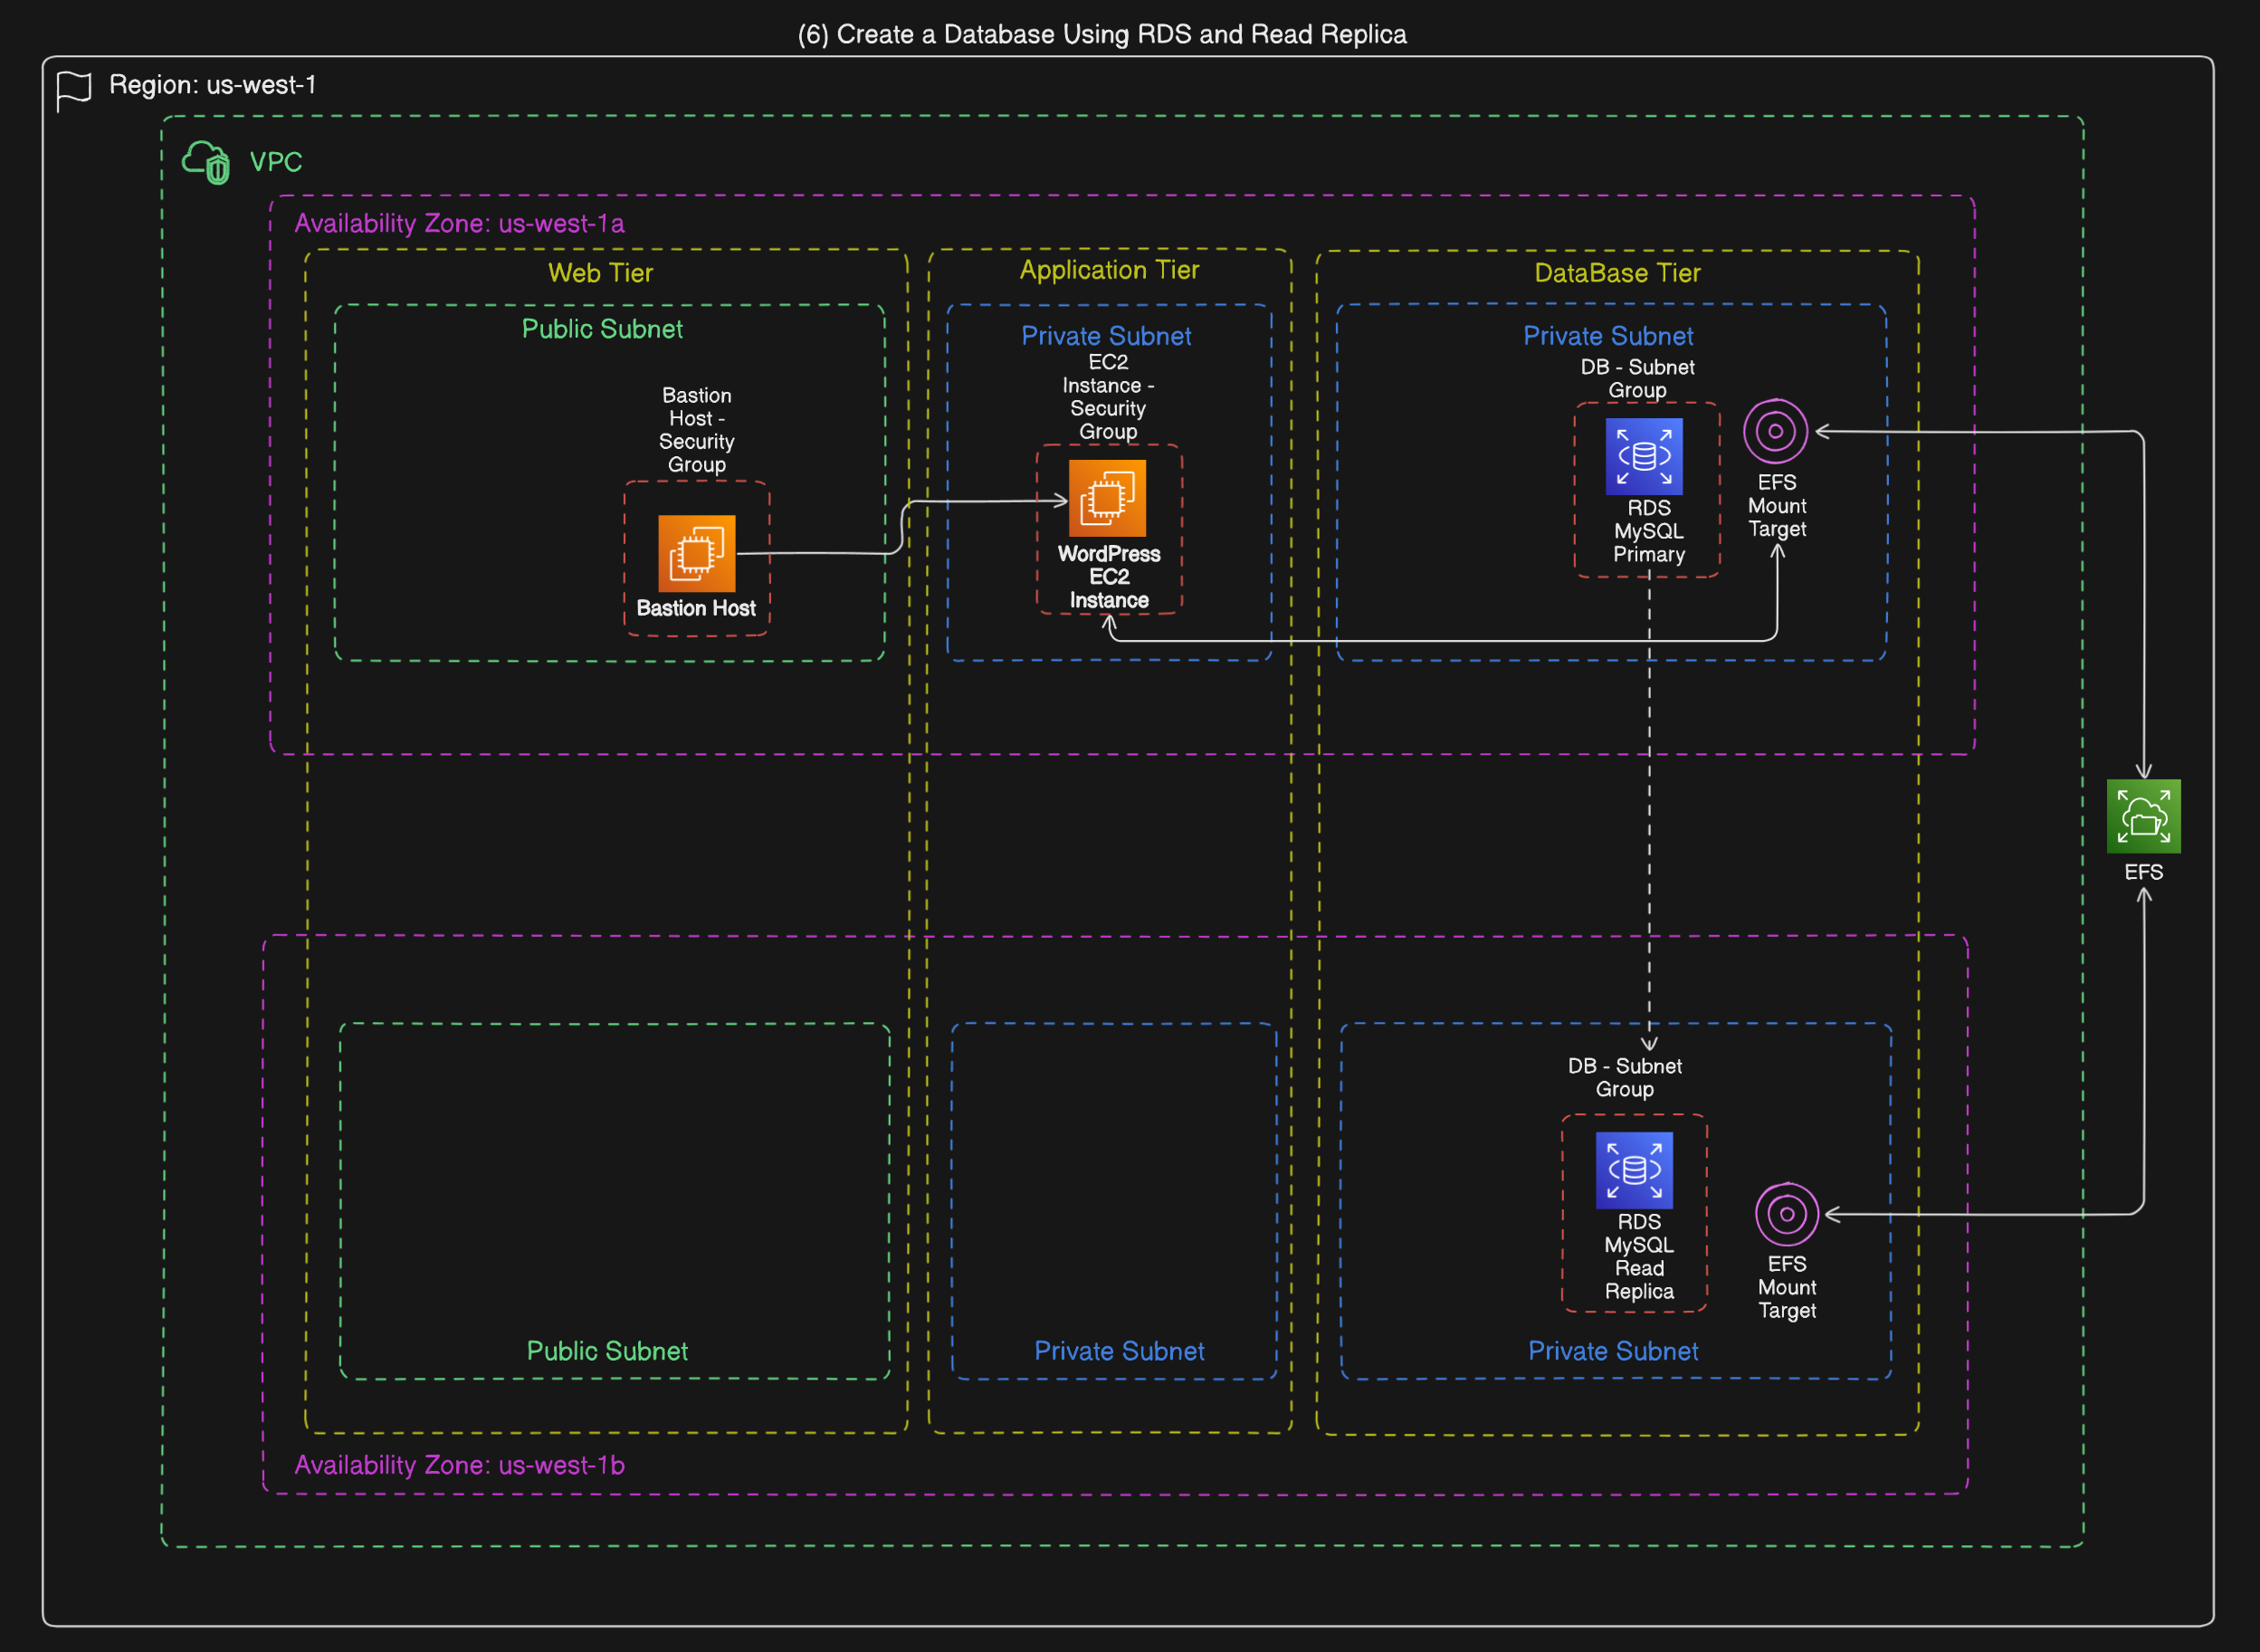 (6) Create a Database Using RDS and Read Replica
Region: us-west-1
VPC
Availability Zone: us-west-1a
Web Tier
Application Tier
DataBase Tier
Public Subnet
Private Subnet
Private Subnet
Bastion
Host -
Security
Group
Bastion Host
EC2
Instance -
Security
Group
WordPress
EC2
Instance
DB - Subnet
Group
RDS
MySQL
Primary
EFS
Mount
Target
EFS
DB - Subnet
Group
RDS
MySQL
Read
Replica
EFS
Mount
Target
Public Subnet
Private Subnet
Private Subnet
Availability Zone: us-west-1b